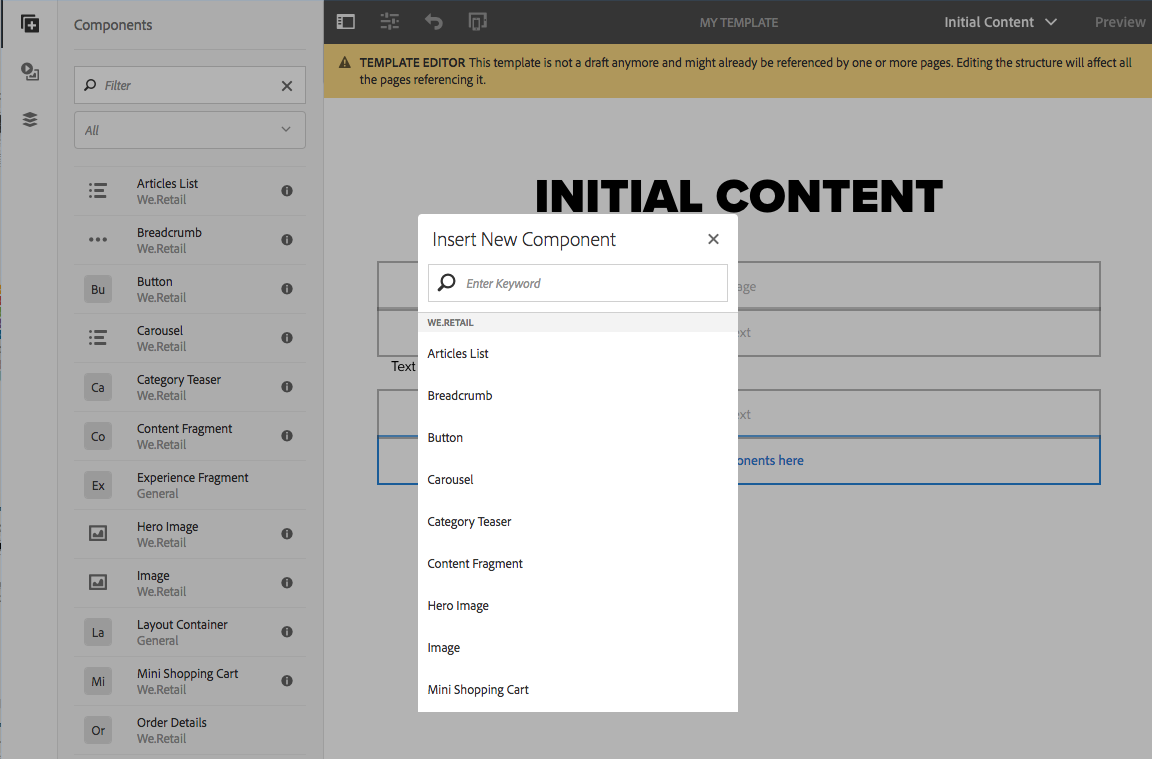 Components
MY TEMPLATE
Initial Content
Preview
TEMPLATE EDITOR This template is not a draft anymore and might already be referenced by one or more pages. Editing the structure will affect all
the pages referencing it.
Filter
All
Articles List
We.Retail
Breadcrumb
We.Retail
Bu
Button
We.Retail
Carousel
We.Retail
Ca
Category Teaser
We.Retail
Co
Content Fragment
We.Retail
Ex
Experience Fragment
General
Hero Image
We.Retail
Image
We.Retail
La
Layout Container
General
Mi
Mini Shopping Cart
We.Retail
Or
Order Details
We.Retail
INITIAL CONTENT
Insert New Component
Enter Keyword
WE.RETAIL
Articles List
Breadcrumb
Button
Carousel
Category Teaser
Content Fragment
Hero Image
Image
Mini Shopping Cart
age
ext
Text
ext
onents here